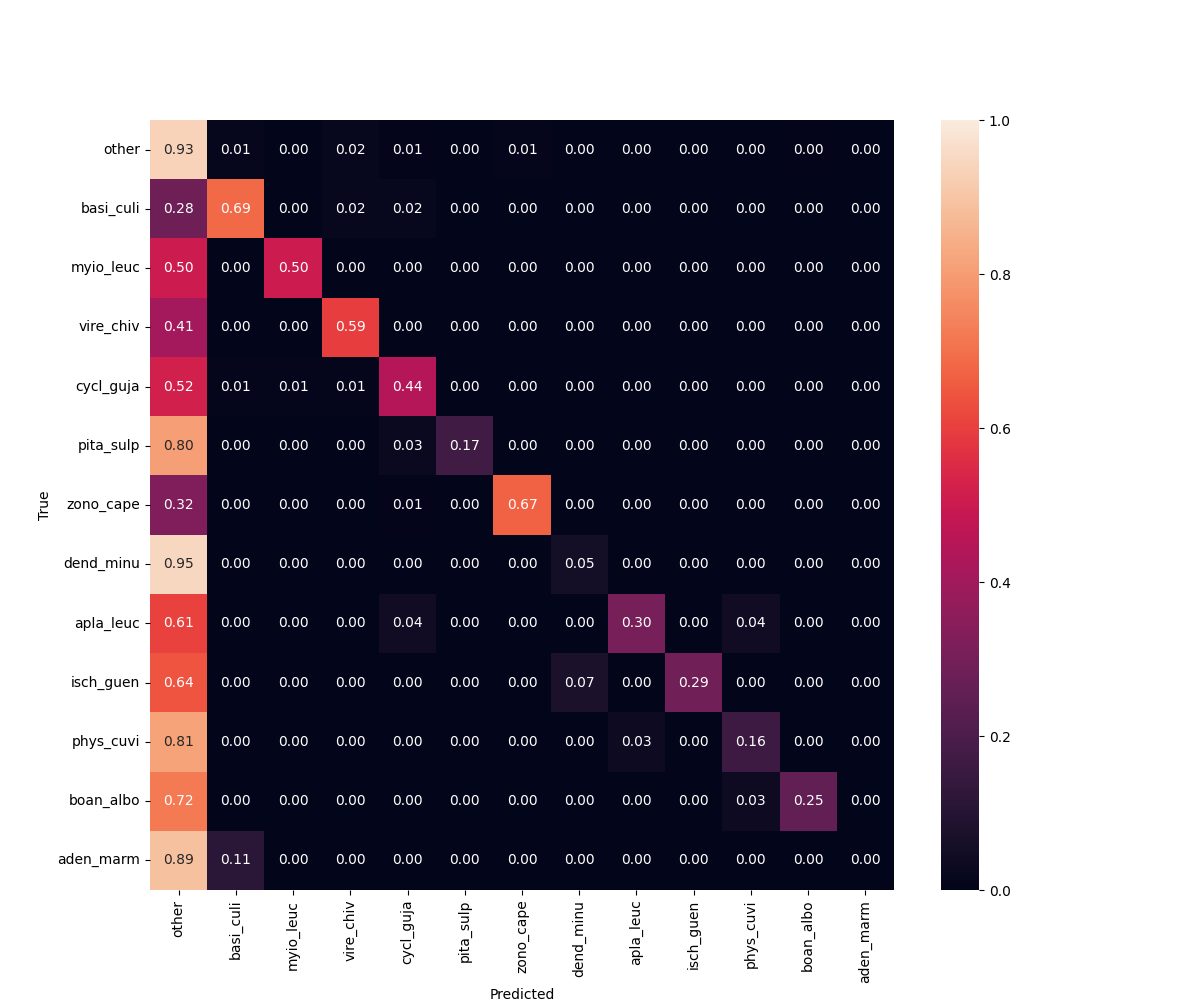 other 0.93 0.01 0.00 0.02 0.01 0.00 0.01 0.00 0.00 0.00 0.00 0.00 0.00
basi_culi 0.28 0.69 0.00 0.02 0.02 0.00 0.00 0.00 0.00 0.00 0.00 0.00 0.00
myio_leuc 0.50 0.00 0.50 0.00 0.00 0.00 0.00 0.00 0.00 0.00 0.00 0.00 0.00
vire_chiv 0.41 0.00 0.00 0.59 0.00 0.00 0.00 0.00 0.00 0.00 0.00 0.00 0.00
cycl_guja 0.52 0.01 0.01 0.01 0.44 0.00 0.00 0.00 0.00 0.00 0.00 0.00 0.00
pita_sulp 0.80 0.00 0.00 0.00 0.03 0.17 0.00 0.00 0.00 0.00 0.00 0.00 0.00
zono_cape 0.32 0.00 0.00 0.00 0.01 0.00 0.67 0.00 0.00 0.00 0.00 0.00 0.00
dend_minu 0.95 0.00 0.00 0.00 0.00 0.00 0.00 0.05 0.00 0.00 0.00 0.00 0.00
apla_leuc 0.61 0.00 0.00 0.00 0.04 0.00 0.00 0.00 0.30 0.00 0.04 0.00 0.00
isch_guen 0.64 0.00 0.00 0.00 0.00 0.00 0.00 0.07 0.00 0.29 0.00 0.00 0.00
phys_cuvi 0.81 0.00 0.00 0.00 0.00 0.00 0.00 0.00 0.03 0.00 0.16 0.00 0.00
boan_albo 0.72 0.00 0.00 0.00 0.00 0.00 0.00 0.00 0.00 0.00 0.03 0.25 0.00
aden_marm 0.89 0.11 0.00 0.00 0.00 0.00 0.00 0.00 0.00 0.00 0.00 0.00 0.00
True
other basi_culi myio_leuc vire_chiv cycl_guja pita_sulp zono_cape dend_minu apla_leuc isch_guen phys_cuvi boan_albo aden_marm
Predicted
1.0
0.8
0.6
0.4
0.2
0.0